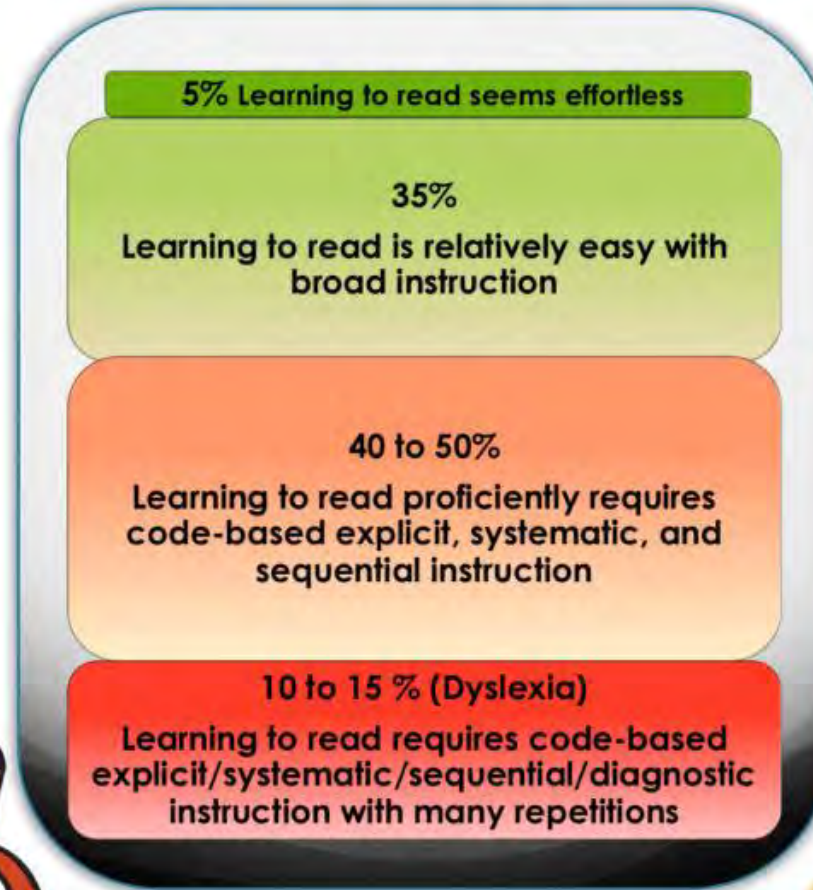 5% Learning to read seems effortless
35%
Learning to read is relatively easy with
broad instruction
40 to 50%
Learning to read proficiently requires
code-based explicit, systematic, and
sequential instruction
10 to 15 % (Dyslexia)
Learning to read requires code-based
explicit/systematic/sequential/diagnostic
instruction with many repetitions